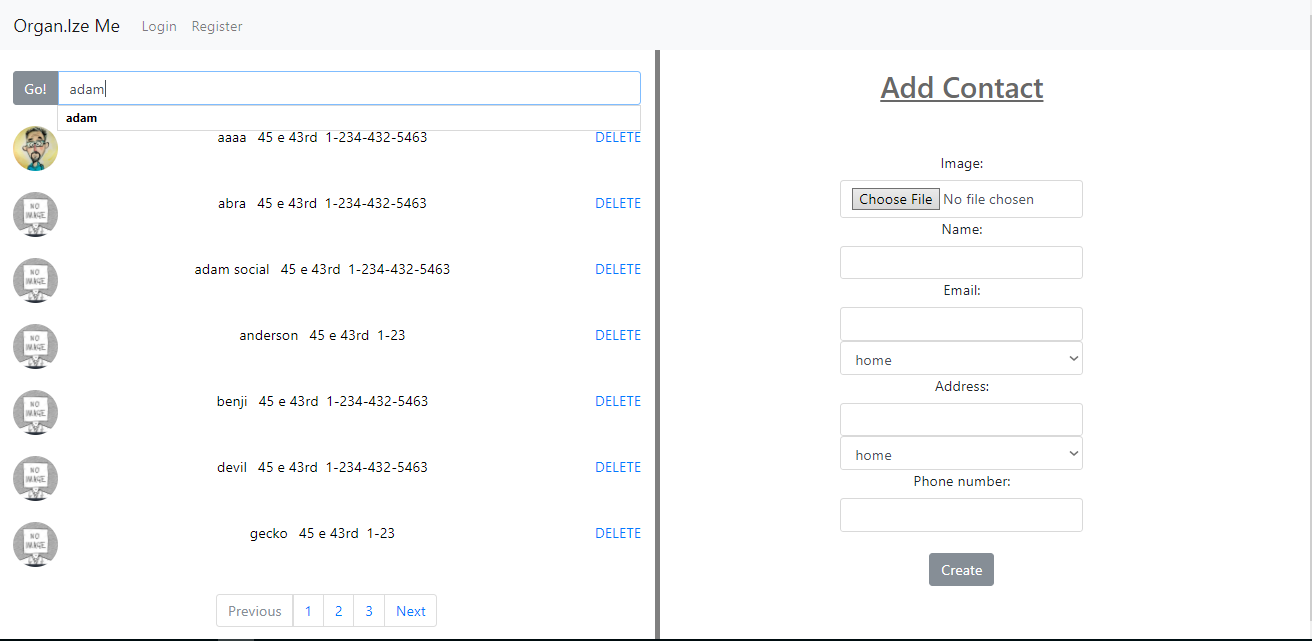 Organ.Ize Me Login Register
Go! adam
adam
aaaa 45 e 43rd 1-234-432-5463 DELETE
NO IMAGE abra 45 e 43rd 1-234-432-5463 DELETE
NO IMAGE adam social 45 e 43rd 1-234-432-5463 DELETE
NO IMAGE anderson 45 e 43rd 1-23 DELETE
NO IMAGE benji 45 e 43rd 1-234-432-5463 DELETE
NO IMAGE devil 45 e 43rd 1-234-432-5463 DELETE
NO IMAGE gecko 45 e 43rd 1-23 DELETE
Previous 1 2 3 Next
Add Contact
Image:
Choose File No file chosen
Name:
Email:
home
Address:
home
Phone number:
Create